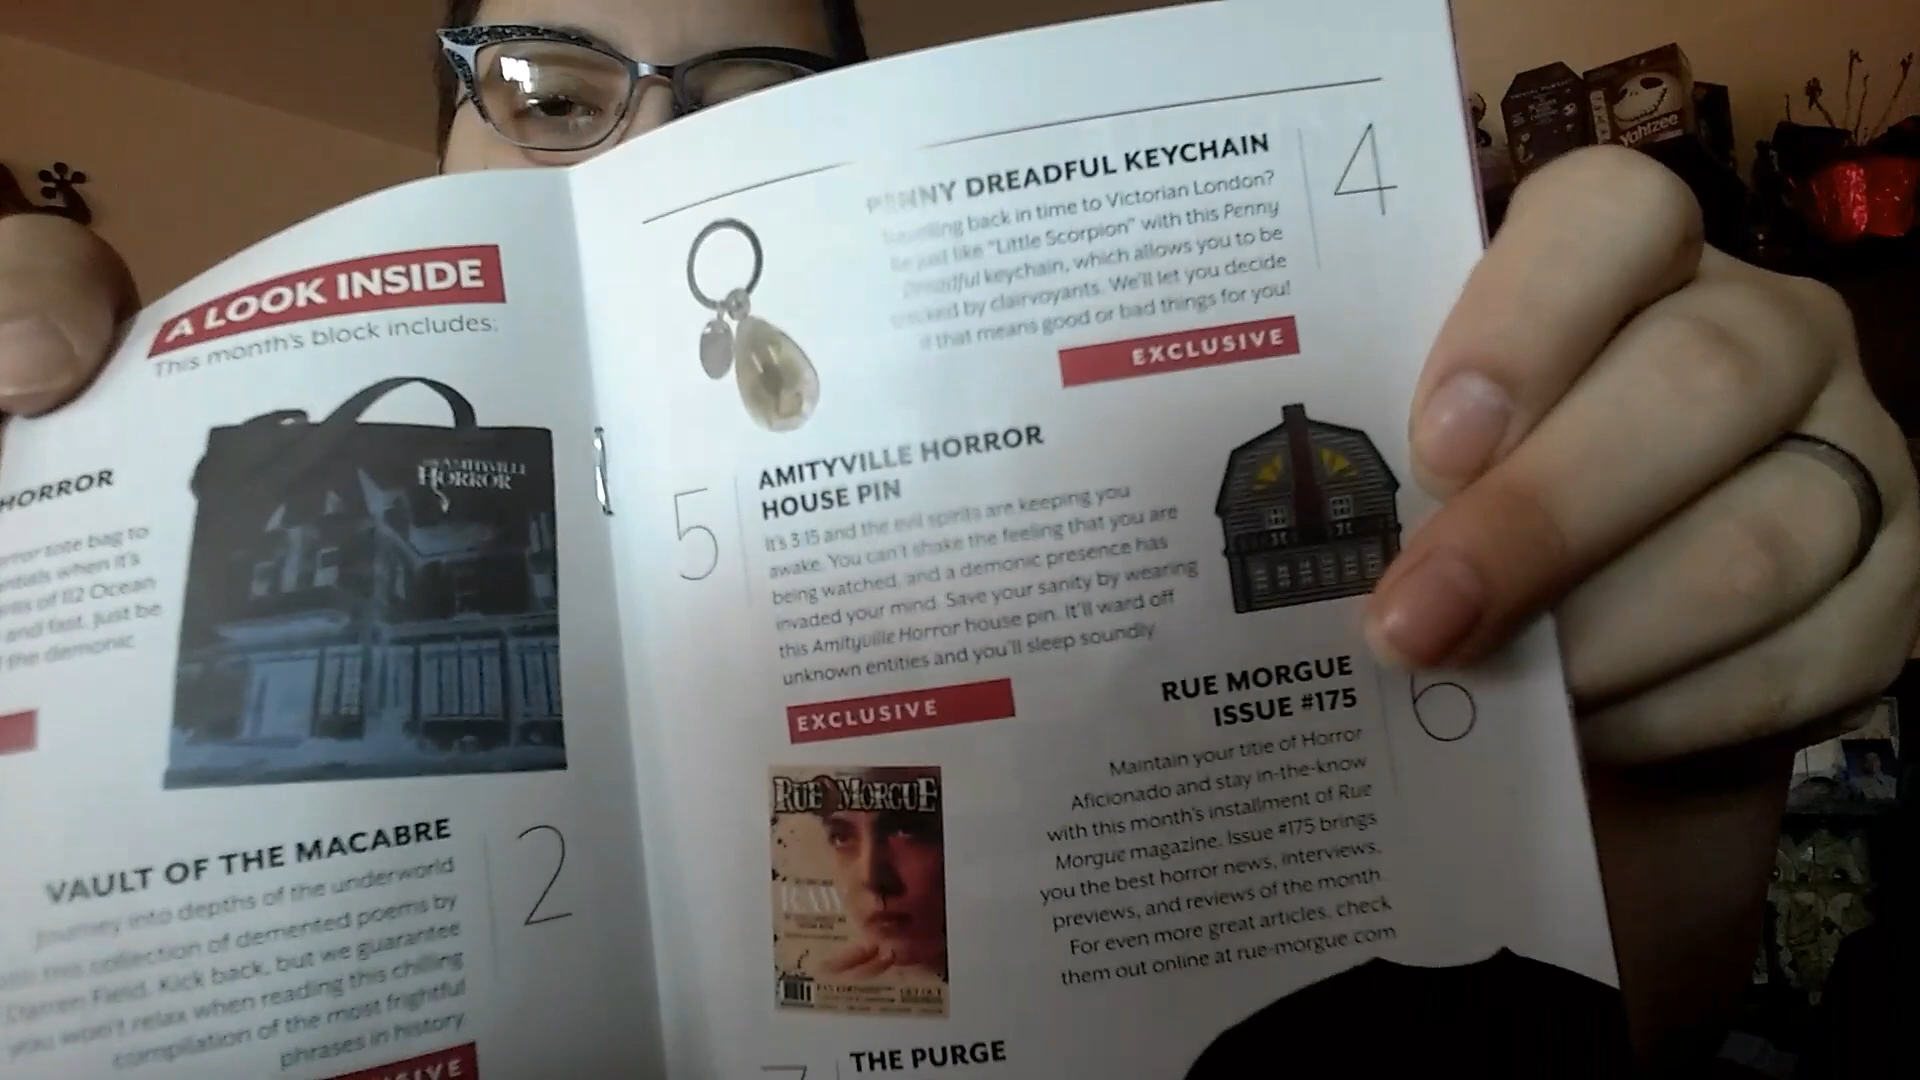 A LOOK INSIDE
This month's block includes:
HORROR
tote bag to
when it's
of 112 Ocean
and fast. Just be
the demonic
THE AMITYVILLE
HORROR
VAULT OF THE MACABRE
2
Journey into depths of the underworld
with this collection of demented poems by
Darren Field. Kick back, but we guarantee
you won't relax when reading this chilling
compilation of the most frightful
phrases in history.
PENNY DREADFUL KEYCHAIN
4
back in time to Victorian London?
Be just like "Little Scorpion" with this Penny
Dreadful keychain, which allows you to be
by clairvoyants. We'll let you decide
if that means good or bad things for you!
EXCLUSIVE
5
AMITYVILLE HORROR
HOUSE PIN
It's 3:15 and the evil spirits are keeping you
awake. You can't shake the feeling that you are
being watched, and a demonic presence has
invaded your mind. Save your sanity by wearing
this Amityville Horror house pin. It'll ward off
unknown entities and you'll sleep soundly
EXCLUSIVE
RUE MORGUE
ISSUE #175
6
Maintain your title of Horror
Aficionado and stay in-the-know
with this month's installment of Rue
Morgue magazine. Issue #175 brings
you the best horror news, interviews,
previews, and reviews of the month.
For even more great articles, check
them out online at rue-morgue.com
RUE MORGUE
RAW
7
THE PURGE
Yahtzee